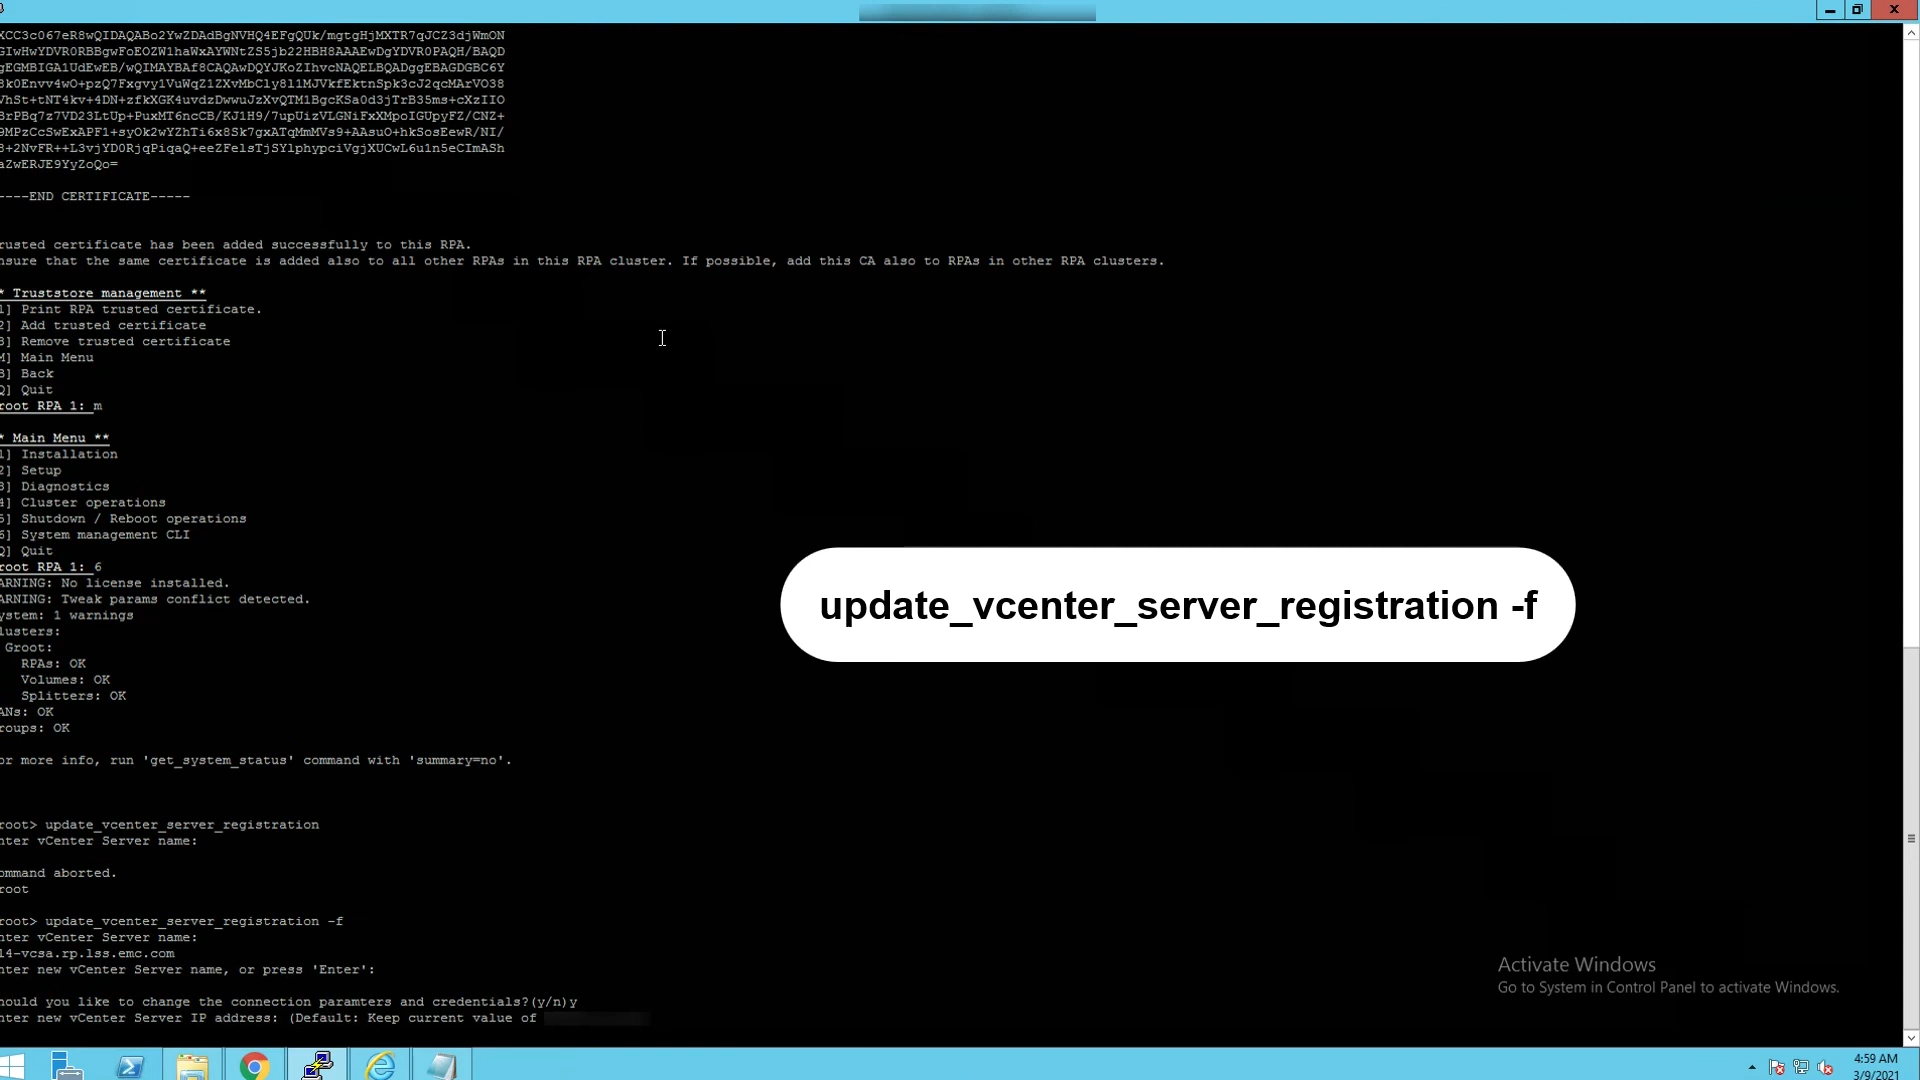 XCC3c067eR8wQIDAQABo2YwZDAdBgNVHQ4EFgQUk/mgtgHjMXTR7qJCZ3djWmON
GIwHwYDVR0RBBgwFoEOZW1haWxAYWNtZS5jb22HBH8AAAEwDgYDVR0PAQH/BAQD
gEGMBIGA1UdEwEB/wQIMAYBAf8CAQAwDQYJKoZIhvcNAQELBQADggEBAGDGBC6Y
3k0Envv4wO+pzQ7Fxgvy1VuWqZ1ZXvMbCly8l1MJVkfEktnSpk3cJ2qcMArVO38
VhSt+tNT4kv+4DN+zfkXGK4uvdzDwwuJzXvQTM1BgcKSa0d3jTrB35ms+cXzIIO
BrPBq7z7VD23LtUp+PuxMT6ncCB/KJ1H9/7upUizVLGNiFxXMpoIGUpyFZ/CNZ+
9MPzCcSwExAPF1+syOk2wYZhTi6x8Sk7gxATqMmMVs9+AAsuO+hkSosEewR/NI/
8+2NvFR++L3vjYD0RjqPiqaQ+eeZFelsTjSYlphypciVgjXUCwL6u1n5eCImASh
aZwERJE9YyZoQo=
----END CERTIFICATE-----
rusted certificate has been added successfully to this RPA.
nsure that the same certificate is added also to all other RPAs in this RPA cluster. If possible, add this CA also to RPAs in other RPA clusters.
* Truststore management **
1] Print RPA trusted certificate.
2] Add trusted certificate
3] Remove trusted certificate
M] Main Menu
B] Back
Q] Quit
root RPA 1: m
* Main Menu **
1] Installation
2] Setup
3] Diagnostics
4] Cluster operations
5] Shutdown / Reboot operations
6] System management CLI
Q] Quit
root RPA 1: 6
ARNING: No license installed.
ARNING: Tweak params conflict detected.
ystem: 1 warnings
lusters:
Groot:
RPAs: OK
Volumes: OK
Splitters: OK
ANs: OK
roups: OK
or more info, run 'get_system_status' command with 'summary=no'.
root> update_vcenter_server_registration
nter vCenter Server name:
ommand aborted.
root
root> update_vcenter_server_registration -f
nter vCenter Server name:
14-vcsa.rp.lss.emc.com
nter new vCenter Server name, or press 'Enter':
hould you like to change the connection paramters and credentials?(y/n)y
nter new vCenter Server IP address: (Default: Keep current value of
update_vcenter_server_registration -f
Activate Windows
Go to System in Control Panel to activate Windows.
4:59 AM
3/9/2021